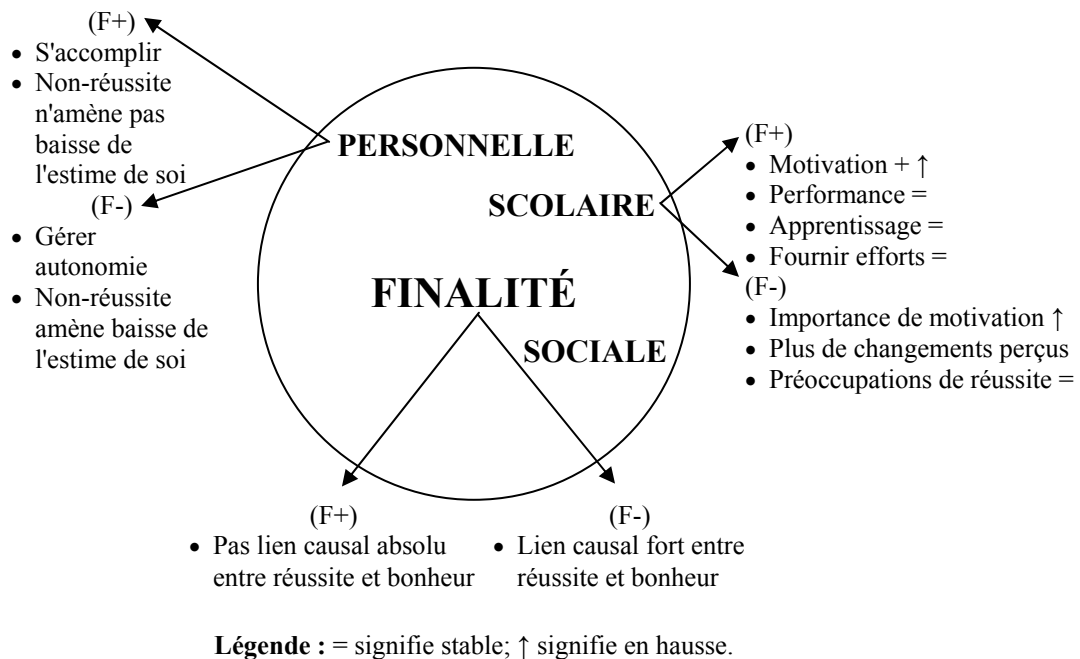 (F+)
• S'accomplir
• Non-réussite
n'amène pas
baisse de
l'estime de soi
(F-)
• Gérer
autonomie
• Non-réussite
amène baisse de
l'estime de soi
PERSONNELLE
SCOLAIRE
FINALITÉ
SOCIALE
(F+)
• Motivation + ↑
• Performance =
• Apprentissage =
• Fournir efforts =
(F-)
• Importance de motivation ↑
• Plus de changements perçus
• Préoccupations de réussite =
(F+)
• Pas lien causal absolu
entre réussite et bonheur
(F-)
• Lien causal fort entre
réussite et bonheur
Légende : = signifie stable; ↑ signifie en hausse.